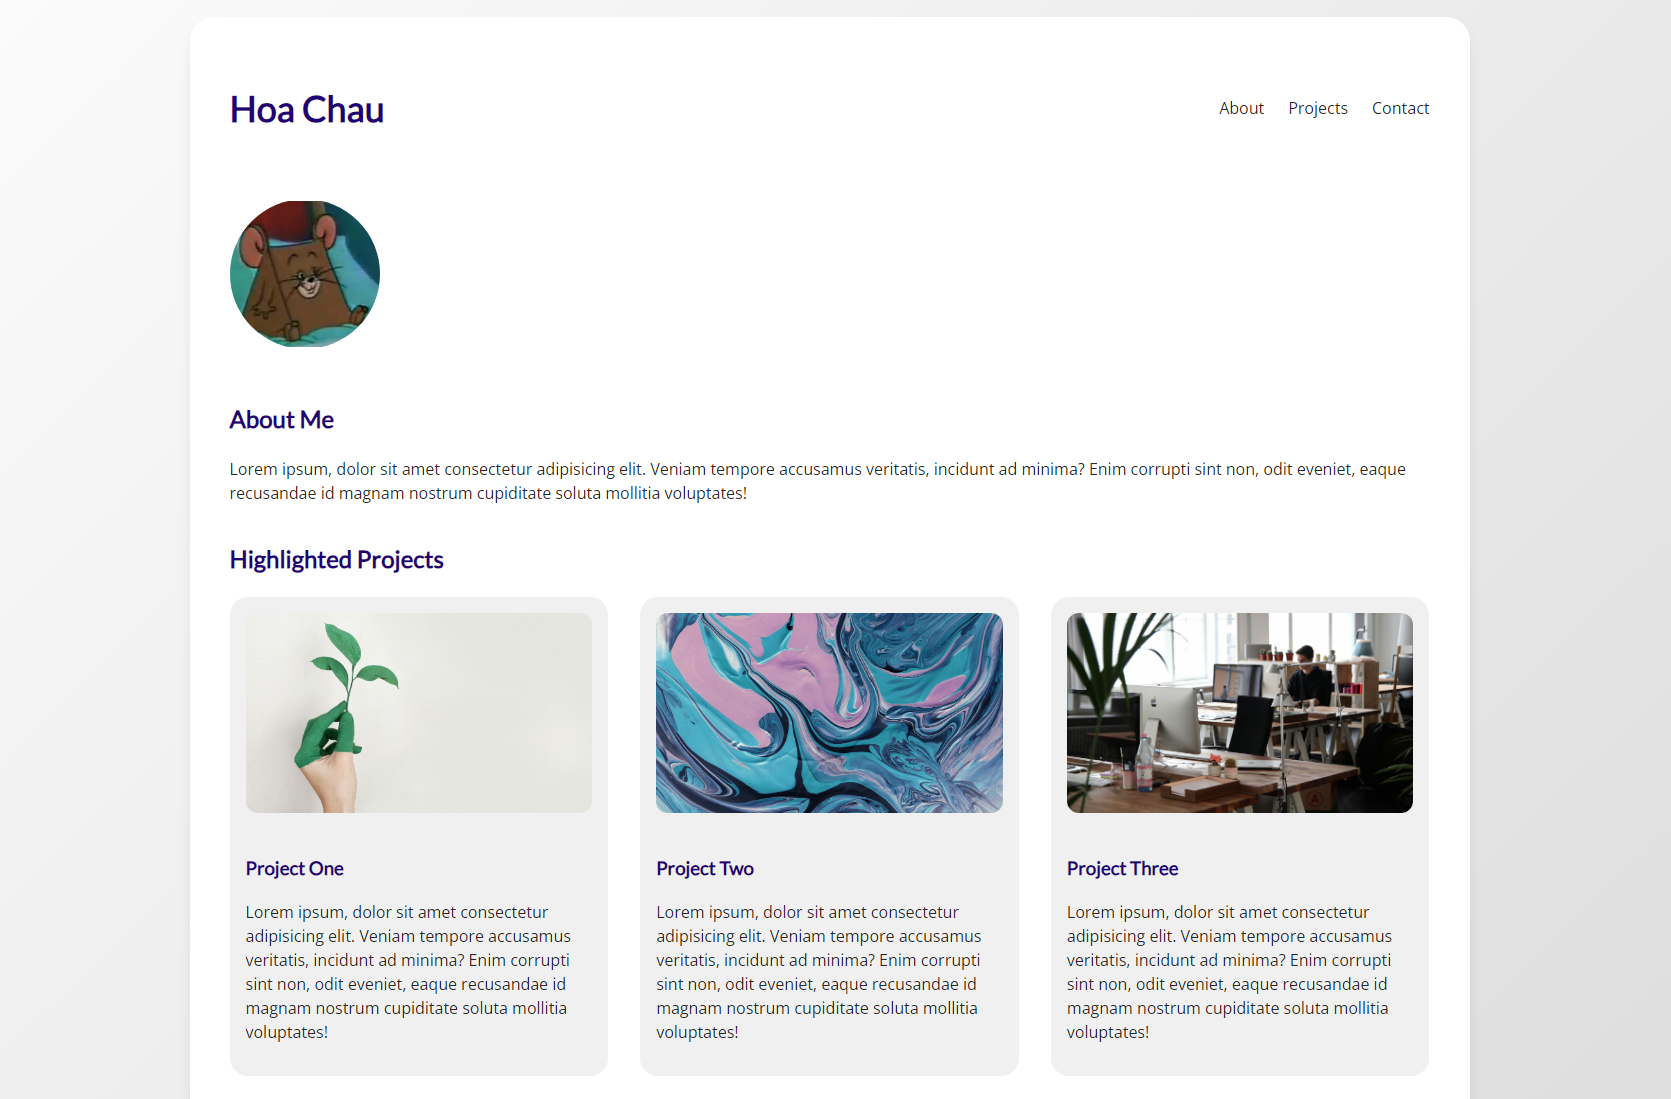 Hoa Chau
About Projects Contact
About Me
Lorem ipsum, dolor sit amet consectetur adipisicing elit. Veniam tempore accusamus veritatis, incidunt ad minima? Enim corrupti sint non, odit eveniet, eaque
recusandae id magnam nostrum cupiditate soluta mollitia voluptates!
Highlighted Projects
Project One
Lorem ipsum, dolor sit amet consectetur
adipisicing elit. Veniam tempore accusamus
veritatis, incidunt ad minima? Enim corrupti
sint non, odit eveniet, eaque recusandae id
magnam nostrum cupiditate soluta mollitia
voluptates!
Project Two
Lorem ipsum, dolor sit amet consectetur
adipisicing elit. Veniam tempore accusamus
veritatis, incidunt ad minima? Enim corrupti
sint non, odit eveniet, eaque recusandae id
magnam nostrum cupiditate soluta mollitia
voluptates!
Project Three
Lorem ipsum, dolor sit amet consectetur
adipisicing elit. Veniam tempore accusamus
veritatis, incidunt ad minima? Enim corrupti
sint non, odit eveniet, eaque recusandae id
magnam nostrum cupiditate soluta mollitia
voluptates!